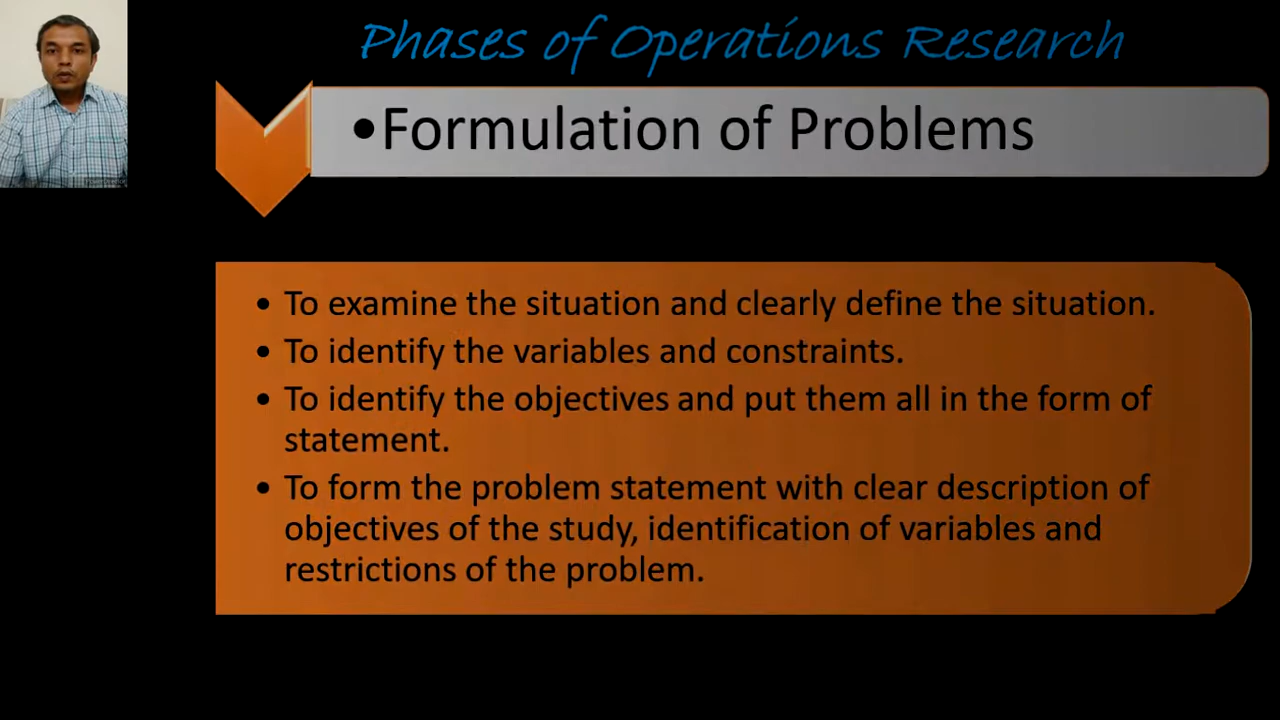 Phases of Operations Research
•Formulation of Problems
• To examine the situation and clearly define the situation.
• To identify the variables and constraints.
• To identify the objectives and put them all in the form of
statement.
• To form the problem statement with clear description of
objectives of the study, identification of variables and
restrictions of the problem.